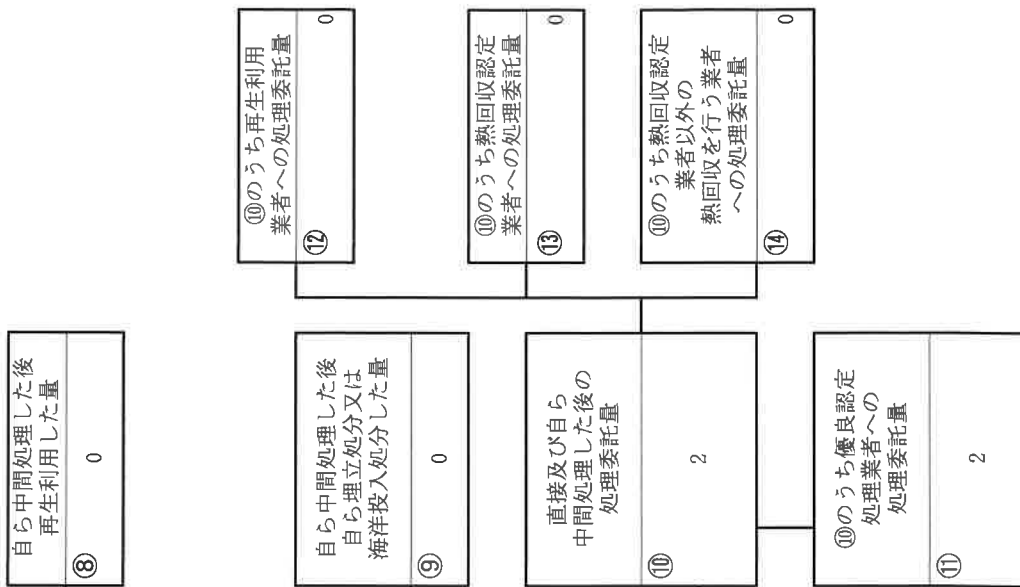 自ら中間処理した後
再生利用した量
⑧
0
自ら中間処理した後
自ら埋立処分又は
海洋投入処分した量
⑨
0
直接及び自ら
中間処理した後の
処理委託量
⑩
2
⑩のうち優良認定
処理業者への
処理委託量
⑪
2
⑩のうち再生利用
業者への処理委託量
⑫
0
⑩のうち熱回収認定
業者への処理委託量
⑬
0
⑩のうち熱回収認定
業者以外の
熱回収を行う業者
への処理委託量
⑭
0